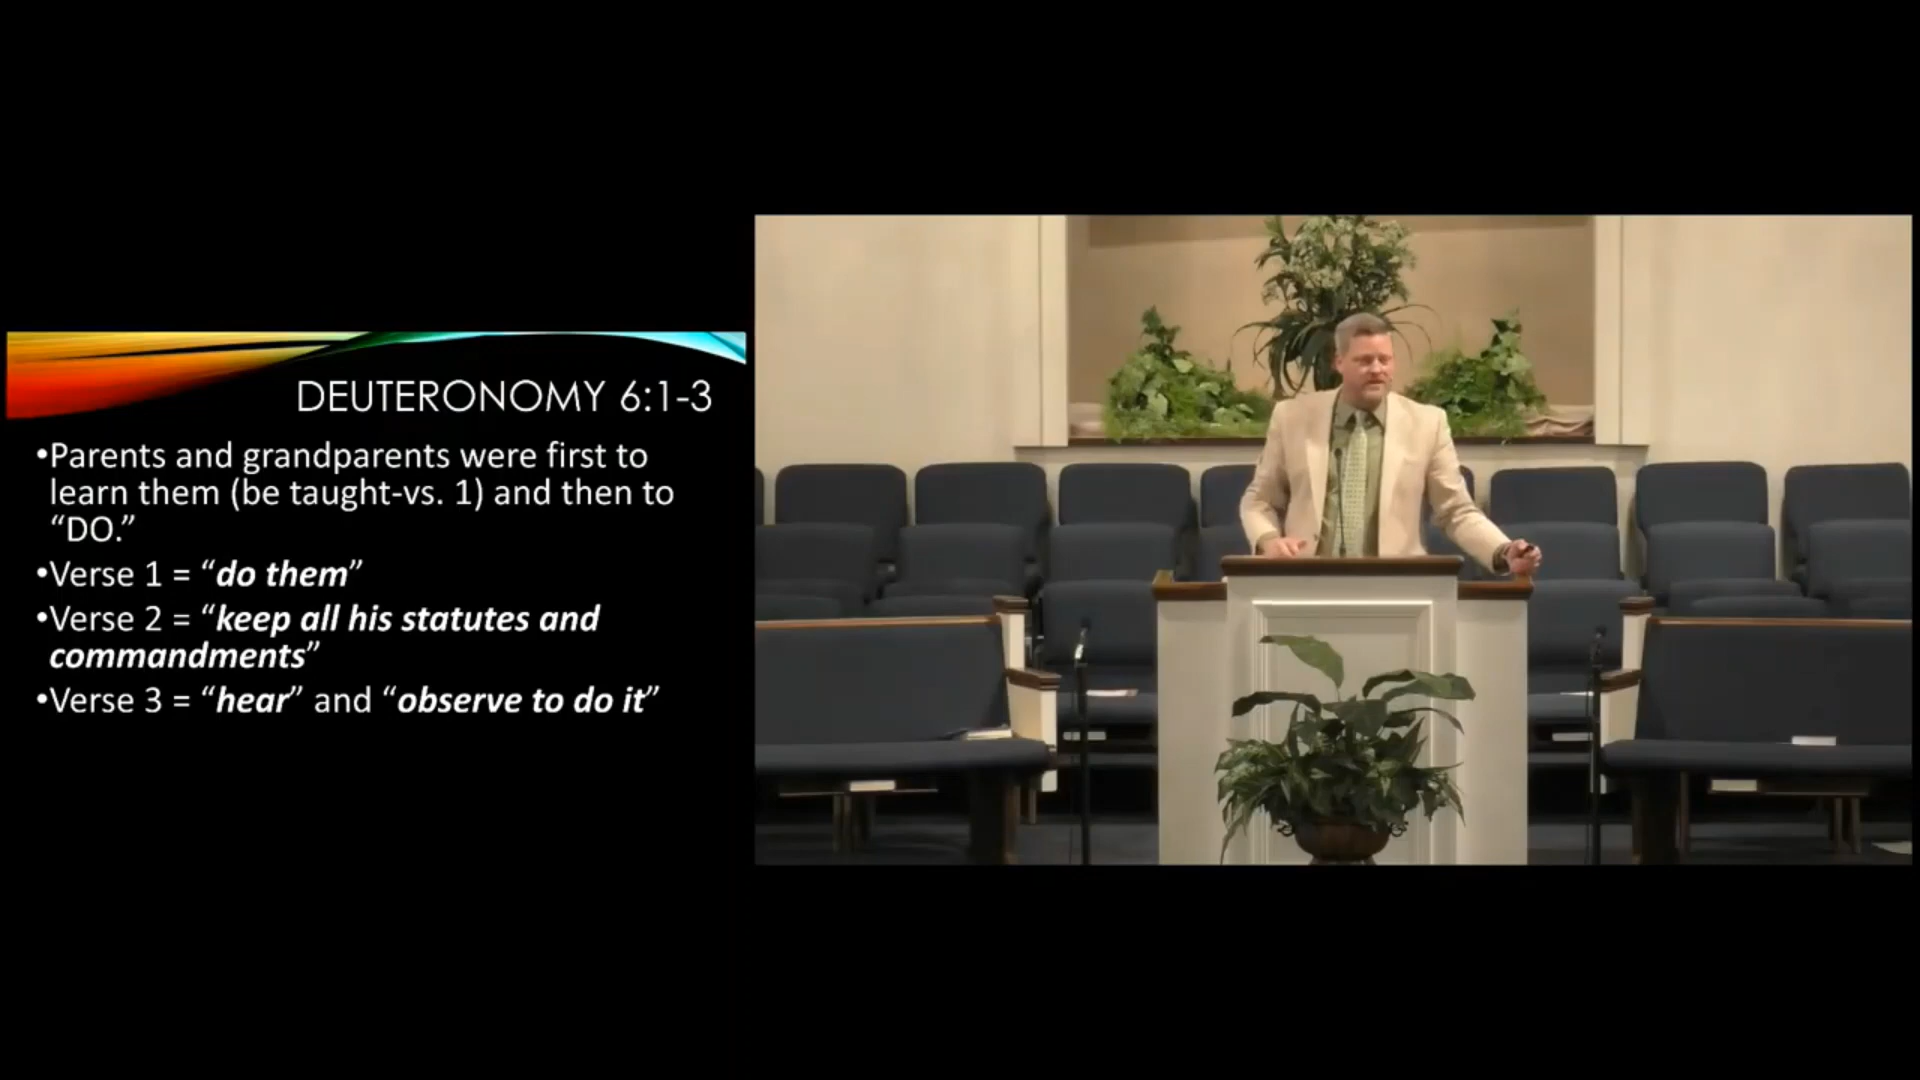 DEUTERONOMY 6:1-3
•Parents and grandparents were first to
learn them (be taught-vs. 1) and then to
“DO.”
•Verse 1 = “do them”
•Verse 2 = “keep all his statutes and
commandments”
•Verse 3 = “hear” and “observe to do it”